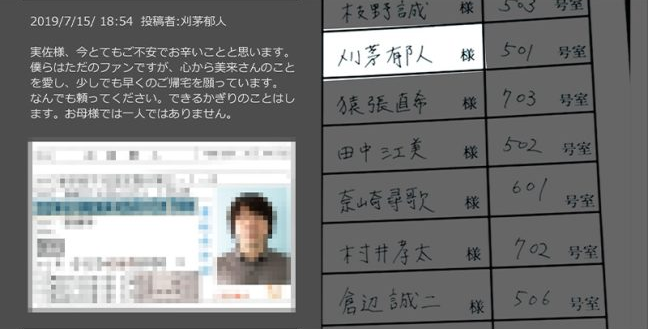 2019/7/15/ 18:54 投稿者:刈茅郁人
実佐様、今とてもご不安でお辛いことと思います。
僕らはただのファンですが、心から美来さんのこと
を愛し、少しでも早くのご帰宅を願っています。
なんでも頼ってください。できるかぎりのことはし
ます。お母様では一人ではありません。
枝野誠 様 503 号室
刈茅郁人 様 501 号室
猿張直希 様 703 号室
田中江美 様 502 号室
奈崎尋歌 様 601 号室
村井孝太 様 702 号室
倉辺誠二 様 506 号室